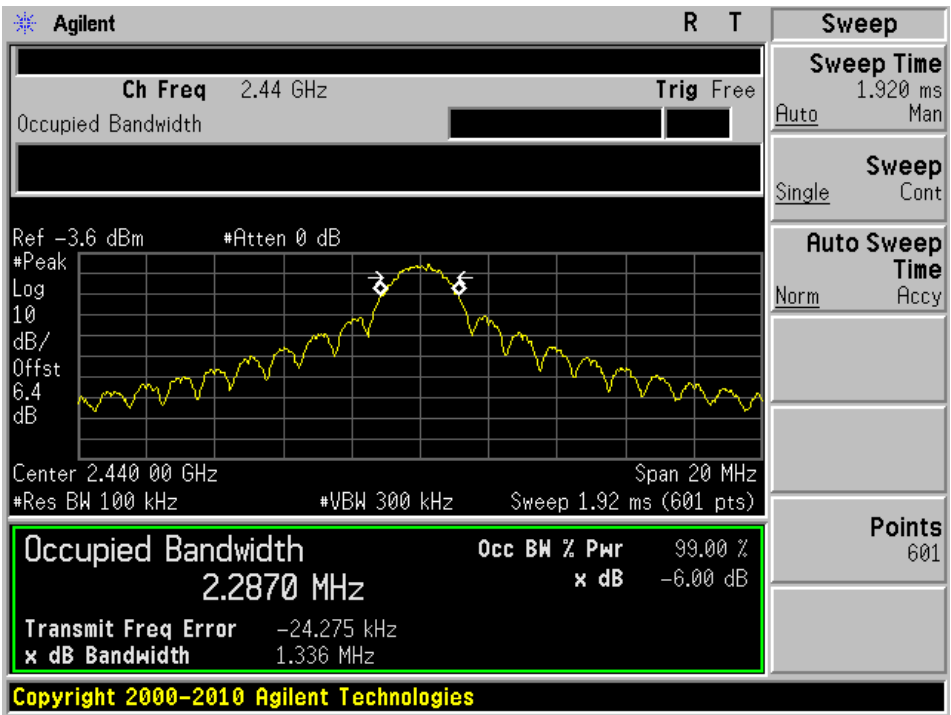 Agilent R T
Ch Freq 2.44 GHz Trig Free
Occupied Bandwidth
Ref -3.6 dBm #Atten 0 dB
#Peak
Log
10
dB/
Offst
6.4
dB
Center 2.440 00 GHz Span 20 MHz
#Res BW 100 kHz #VBW 300 kHz Sweep 1.92 ms (601 pts)
Occupied Bandwidth Occ BW % Pwr 99.00 %
2.2870 MHz x dB -6.00 dB
Transmit Freq Error -24.275 kHz
x dB Bandwidth 1.336 MHz
Copyright 2000-2010 Agilent Technologies
Sweep
Sweep Time
1.920 ms
Auto Man
Sweep
Single Cont
Auto Sweep
Time
Norm Accy
Points
601